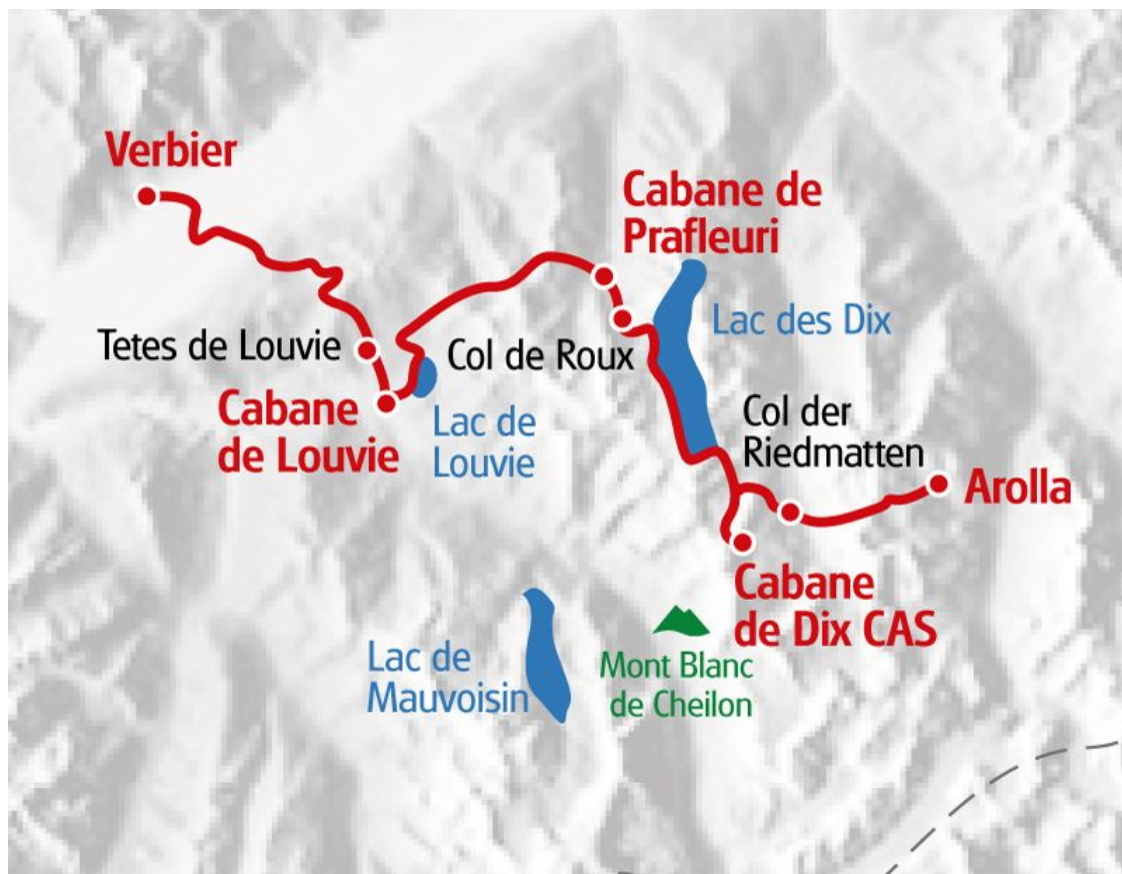 Verbier
Cabane de
Prafleuri
Lac des Dix
Tetes de Louvie
Col de Roux
Cabane
de Louvie
Lac de
Louvie
Col der
Riedmatten
Arolla
Cabane
de Dix CAS
Lac de
Mauvoisin
Mont Blanc
de Cheilon